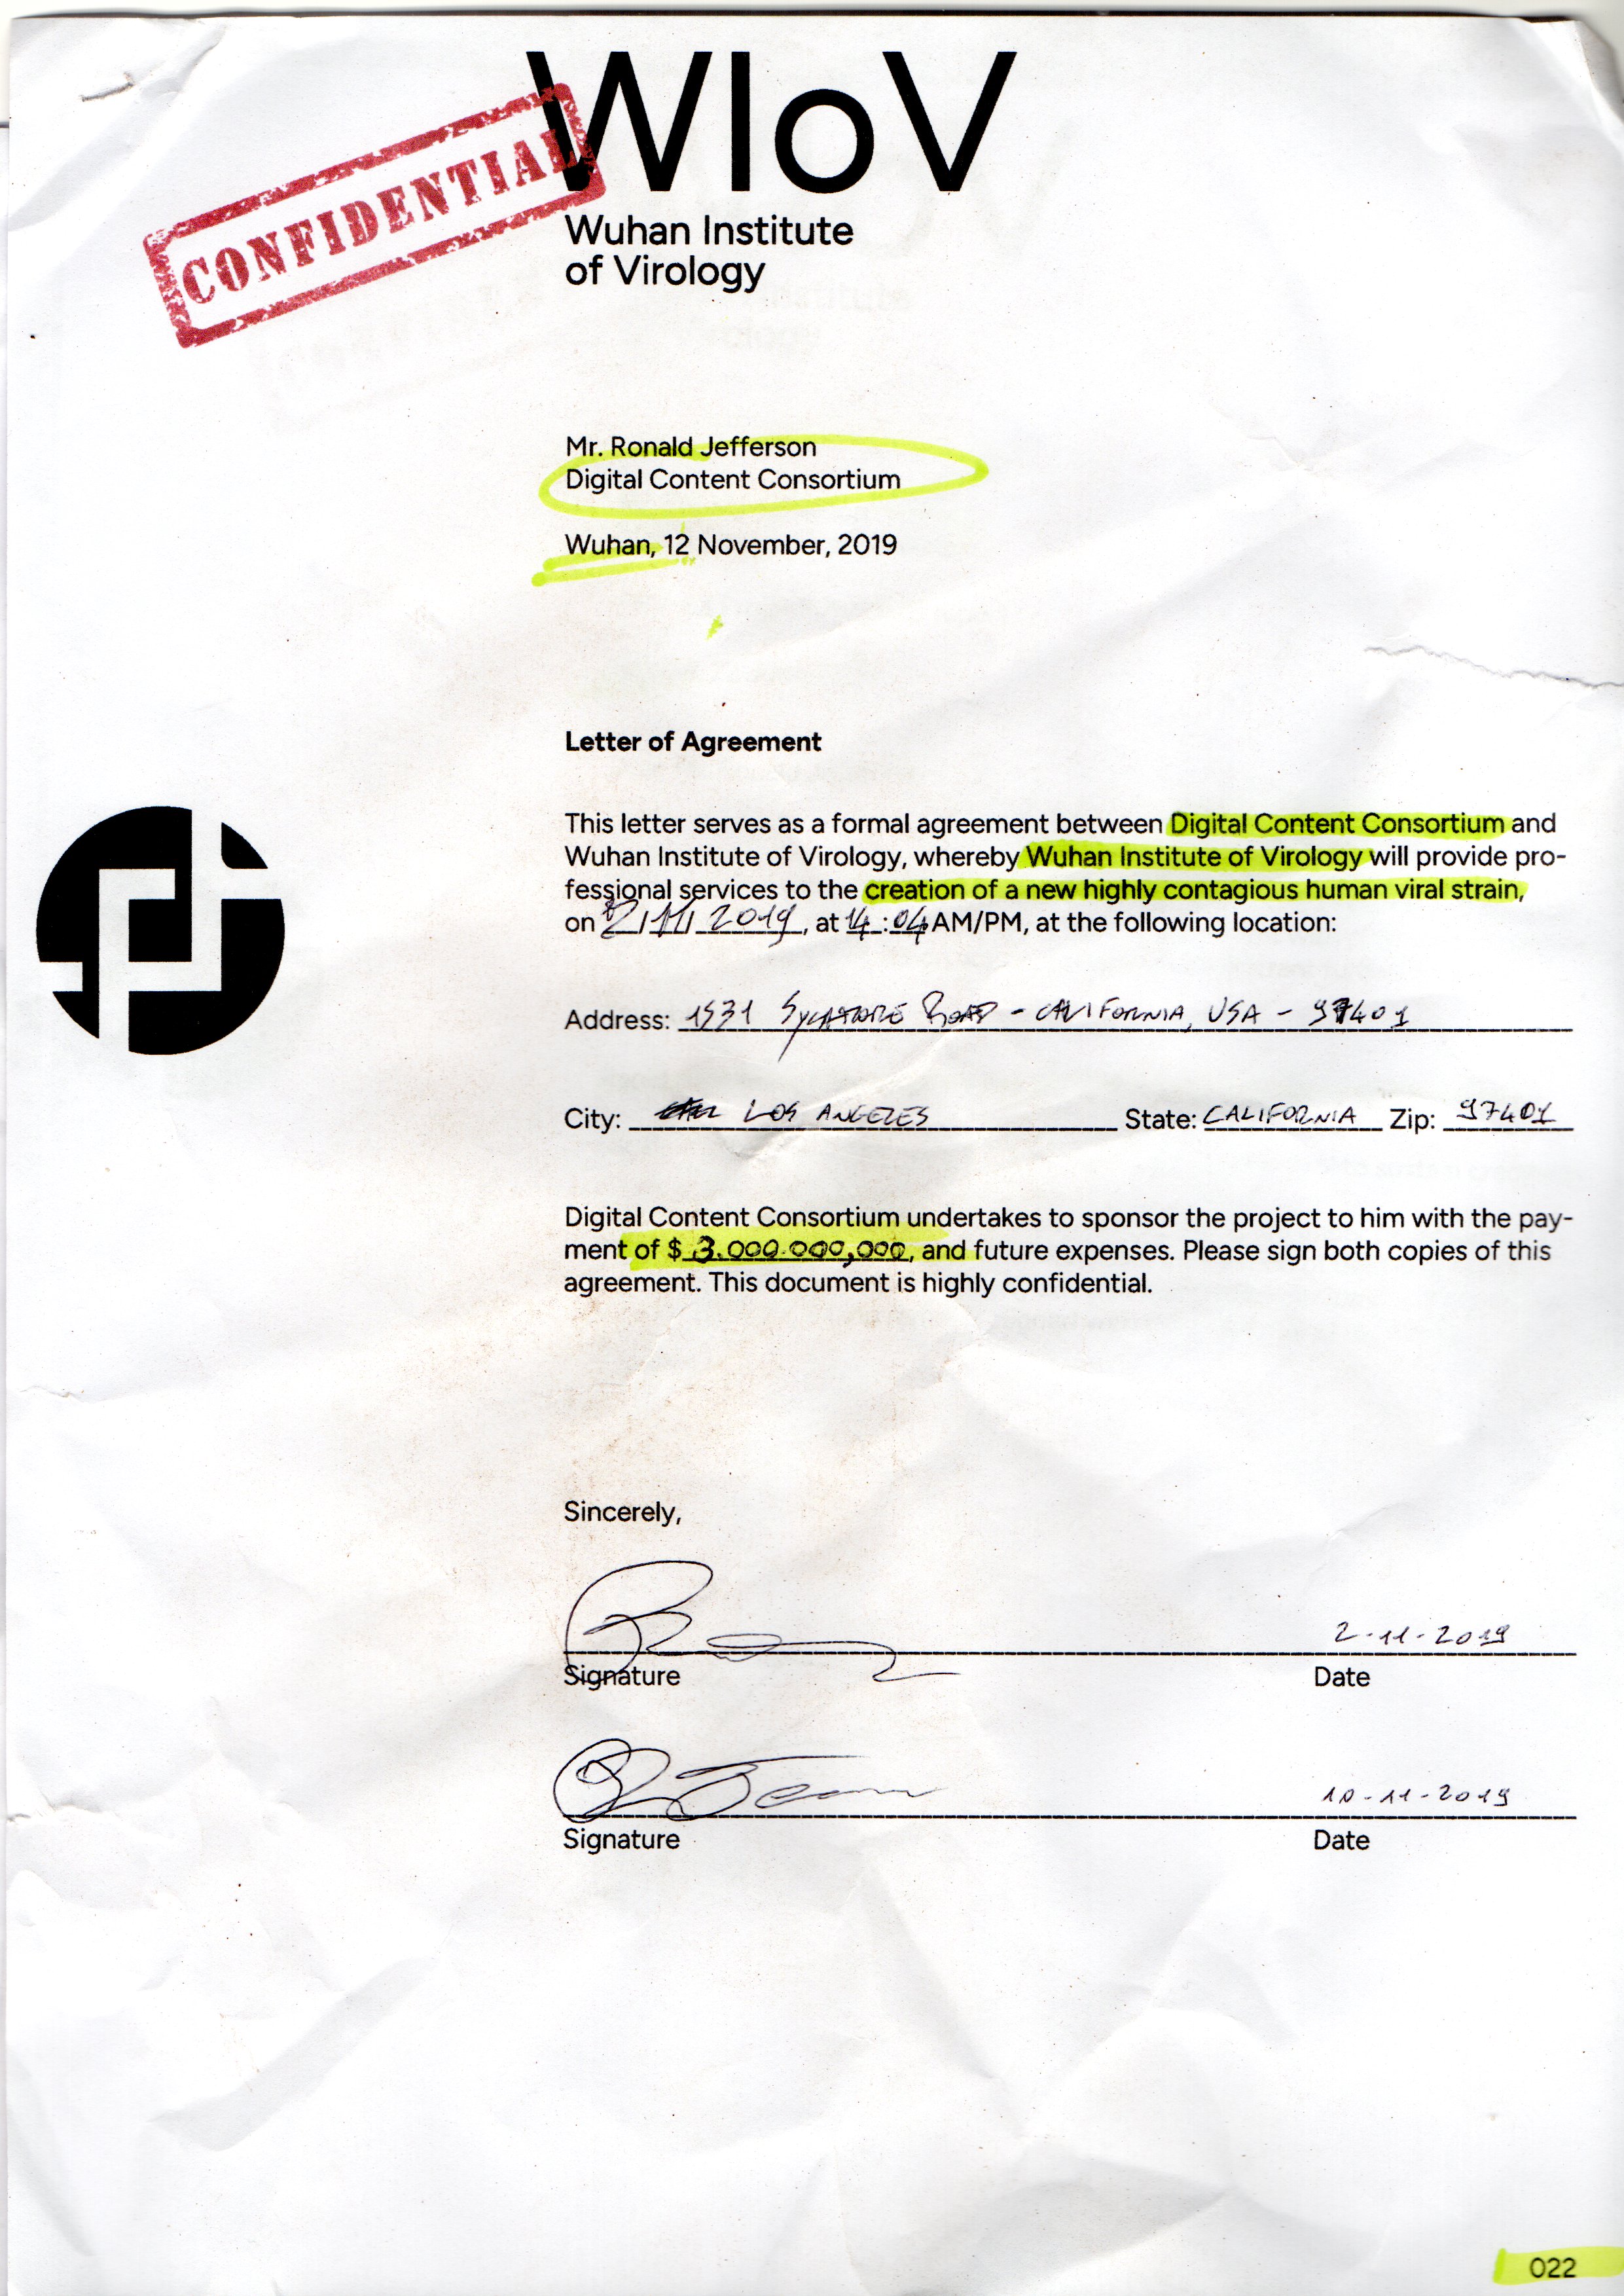 WIoV
CONFIDENTIAL
Wuhan Institute
of Virology
Mr. Ronald Jefferson
Digital Content Consortium
Wuhan, 12 November, 2019
Letter of Agreement
This letter serves as a formal agreement between Digital Content Consortium and
Wuhan Institute of Virology, whereby Wuhan Institute of Virology will provide pro-
fessional services to the creation of a new highly contagious human viral strain,
on 2/11/2019, at 14:04 AM/PM, at the following location:
Address: 1931 SYCAMORE ROAD - CALIFORNIA, USA - 97401
City: LOS ANGELES State: CALIFORNIA Zip: 97401
Digital Content Consortium undertakes to sponsor the project to him with the pay-
ment of $ 3.000.000,000, and future expenses. Please sign both copies of this
agreement. This document is highly confidential.
Sincerely,
2-11-2019
Signature Date
10-11-2019
Signature Date
022